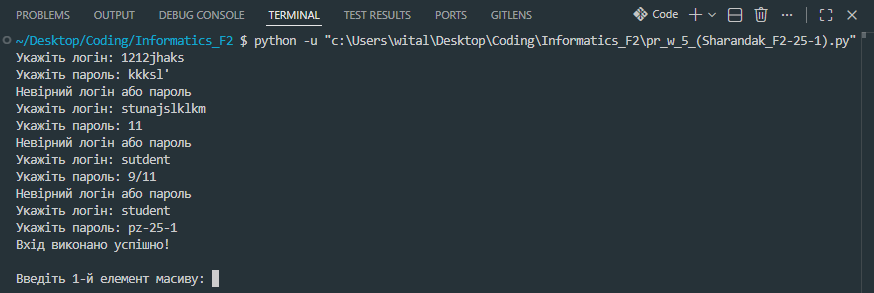 PROBLEMS OUTPUT DEBUG CONSOLE TERMINAL TEST RESULTS PORTS GITLENS Code
~/Desktop/Coding/Informatics_F2 $ python -u "c:\Users\wital\Desktop\Coding\Informatics_F2\pr_w_5_(Sharandak_F2-25-1).py"
Укажіть логін: 1212jhaks
Укажіть пароль: kkksl'
Невірний логін або пароль
Укажіть логін: stunajslklkm
Укажіть пароль: 11
Невірний логін або пароль
Укажіть логін: sutdent
Укажіть пароль: 9/11
Невірний логін або пароль
Укажіть логін: student
Укажіть пароль: pz-25-1
Вхід виконано успішно!
Введіть 1-й елемент масиву: